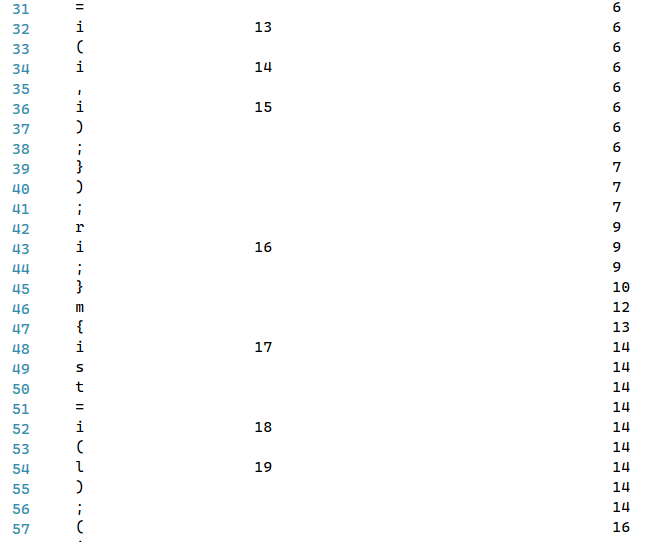 31 = 6
32 i 13 6
33 ( 6
34 i 14 6
35 , 6
36 i 15 6
37 ) 6
38 ; 6
39 } 7
40 ) 7
41 ; 7
42 r 9
43 i 16 9
44 ; 9
45 } 10
46 m 12
47 { 13
48 i 17 14
49 s 14
50 t 14
51 = 14
52 i 18 14
53 ( 14
54 l 19 14
55 ) 14
56 ; 14
57 ( 16